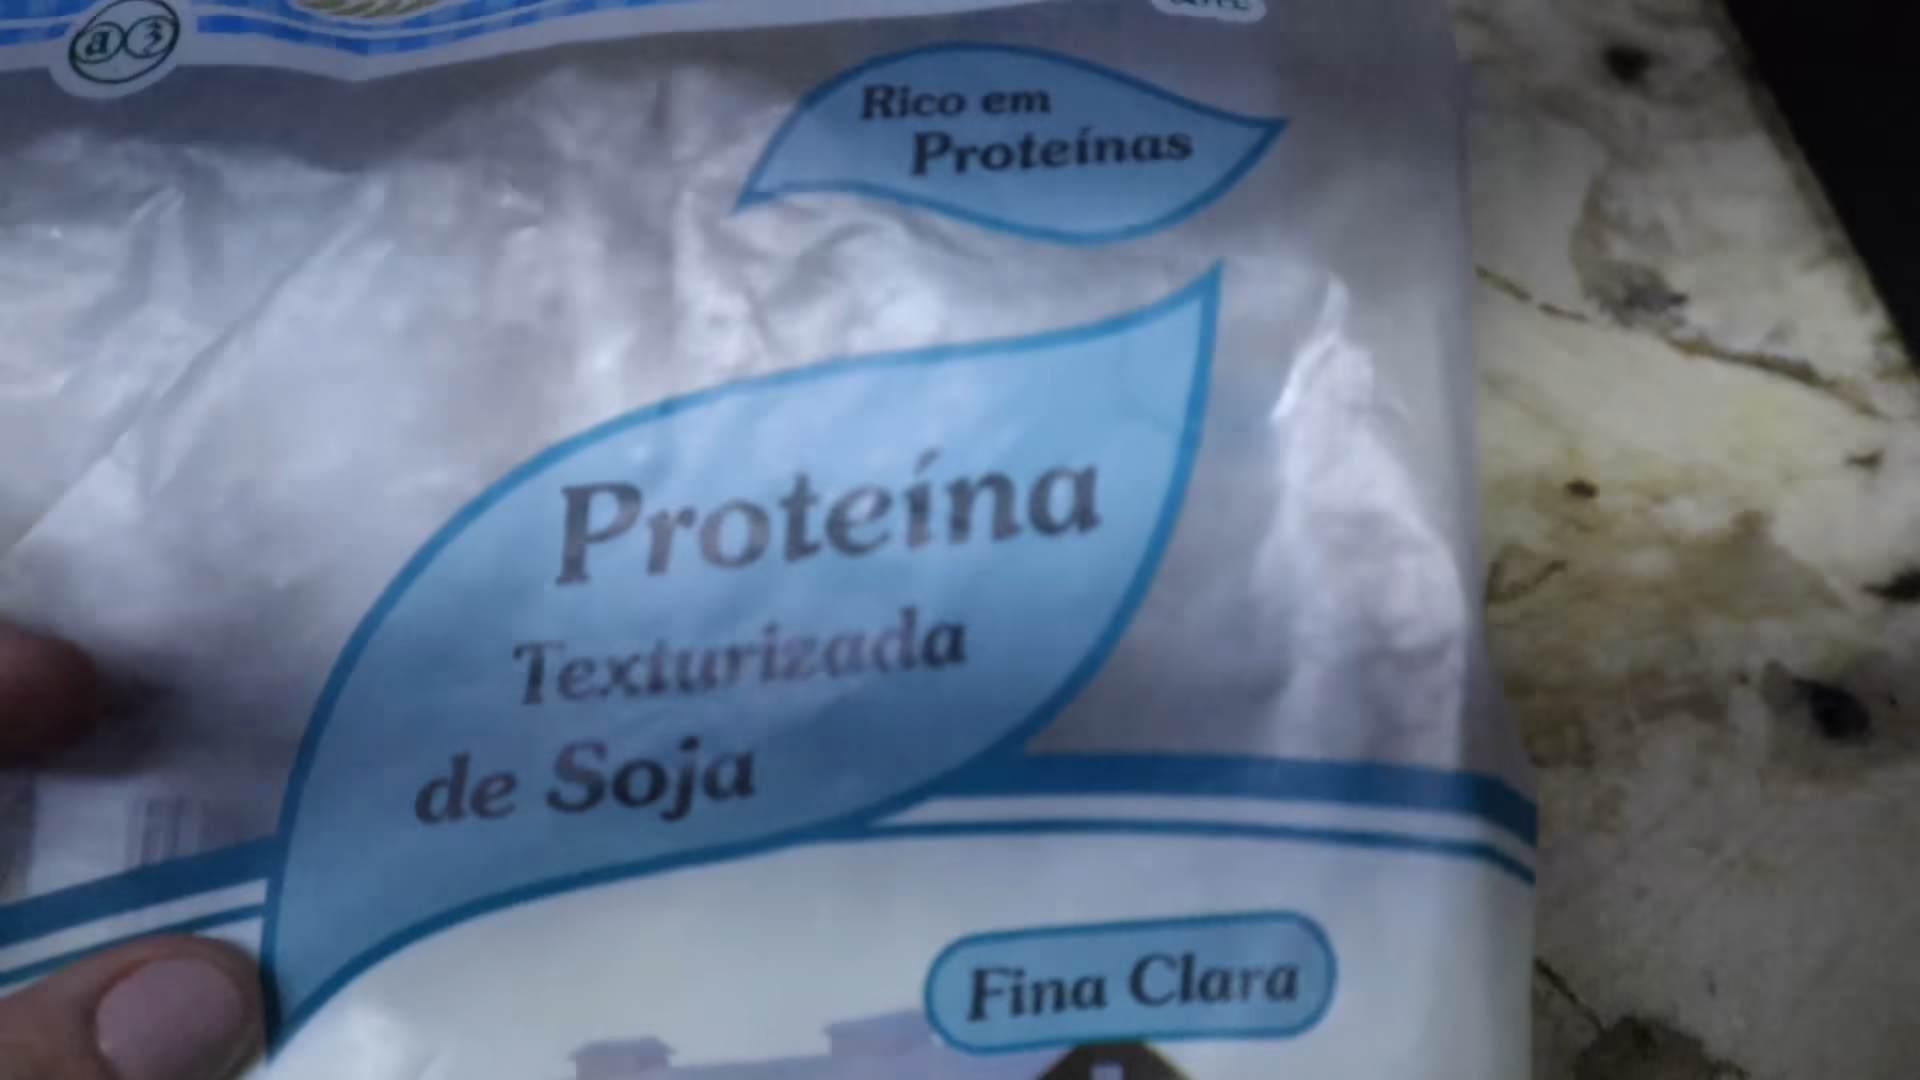 Rico em
Proteínas
Proteína
Texturizada
de Soja
Fina Clara